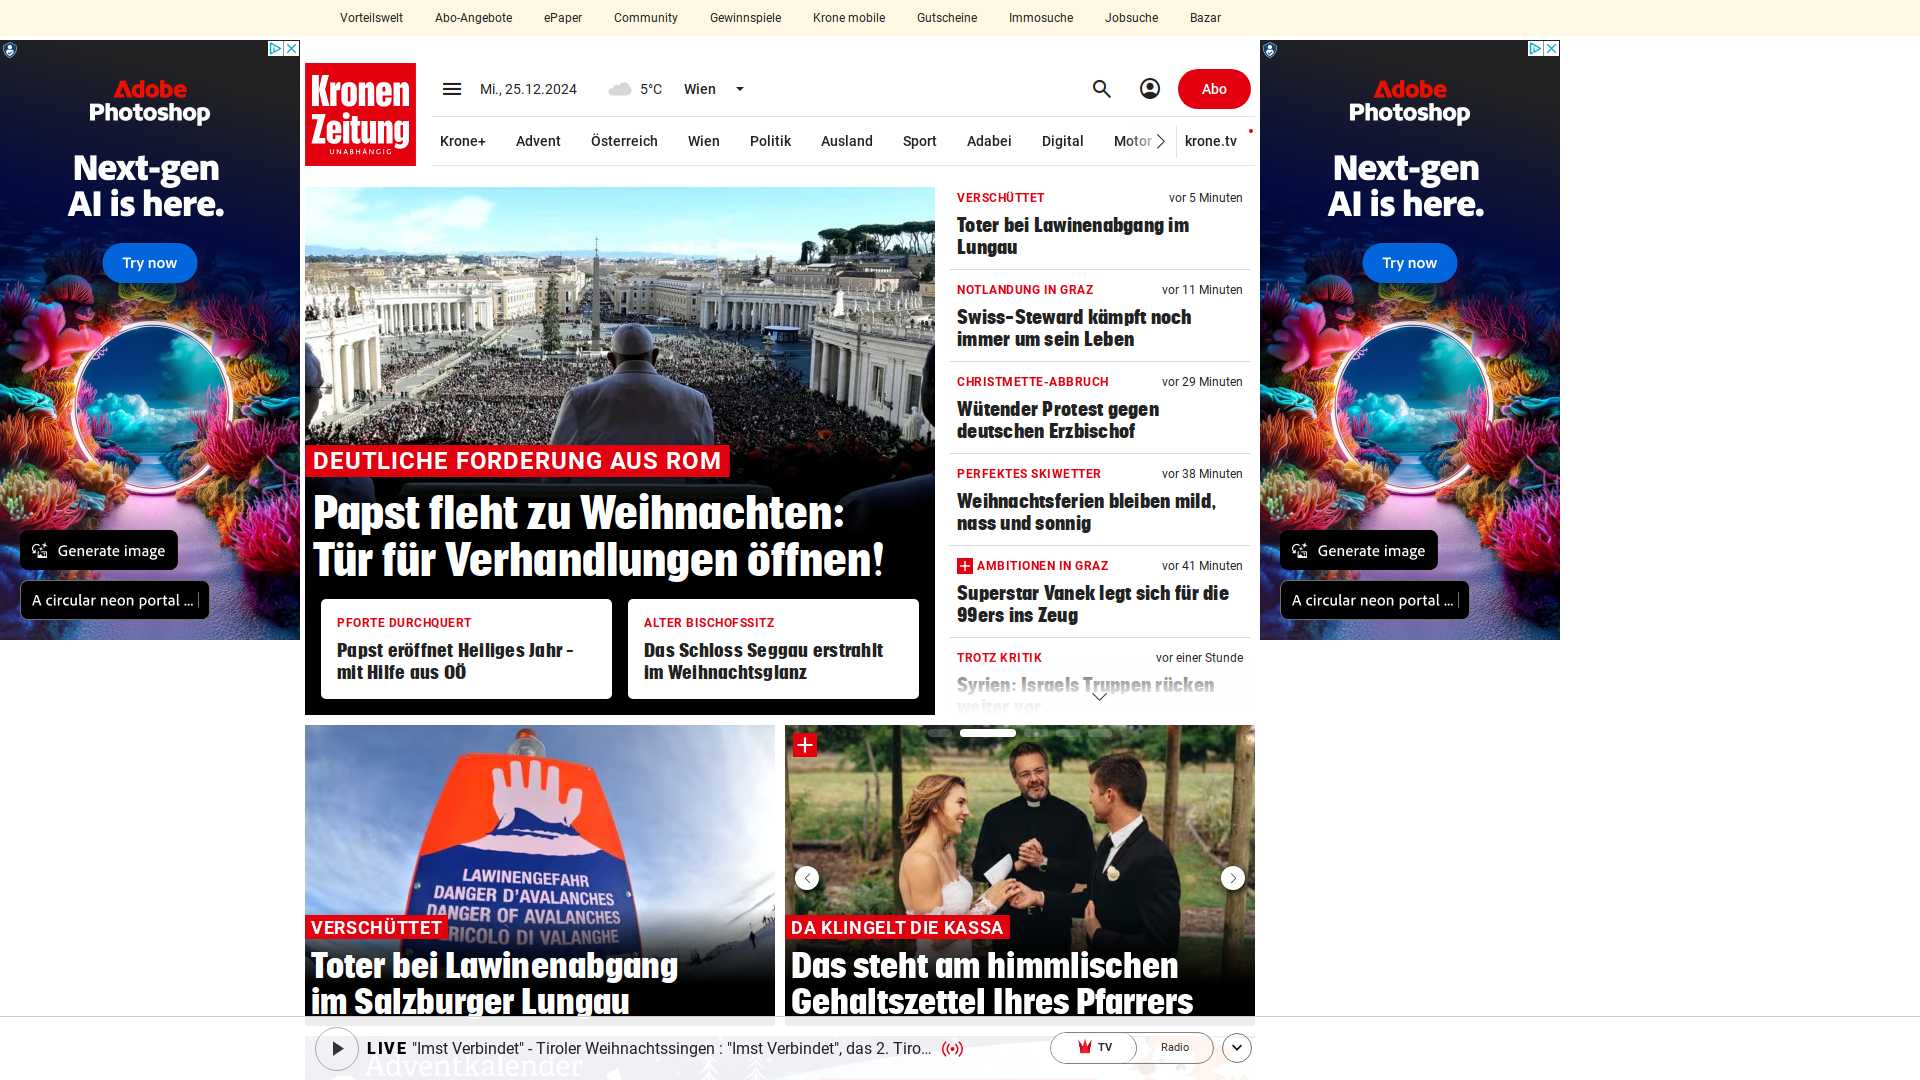 Vorteilswelt
Abo-Angebote
ePaper
Community
Gewinnspiele
Krone mobile
Gutscheine
Immosuche
Jobsuche
Bazar
Adobe
Photoshop
Next-gen
AI is here.
Try now
Generate image
A circular neon portal ...
Kronen
Zeitung
UNABHÄNGIG
Mi., 25.12.2024
5°C
Wien
Abo
Krone+
Advent
Österreich
Wien
Politik
Ausland
Sport
Adabei
Digital
Motor
krone.tv
DEUTLICHE FORDERUNG AUS ROM
Papst fleht zu Weihnachten:
Tür für Verhandlungen öffnen!
PFORTE DURCHQUERT
Papst eröffnet Heiliges Jahr –
mit Hilfe aus OÖ
ALTER BISCHOFSSITZ
Das Schloss Seggau erstrahlt
im Weihnachtsglanz
VERSCHÜTTET
vor 5 Minuten
Toter bei Lawinenabgang im
Lungau
NOTLANDUNG IN GRAZ
vor 11 Minuten
Swiss-Steward kämpft noch
immer um sein Leben
CHRISTMETTE-ABBRUCH
vor 29 Minuten
Wütender Protest gegen
deutschen Erzbischof
PERFEKTES SKIWETTER
vor 38 Minuten
Weihnachtsferien bleiben mild,
nass und sonnig
AMBITIONEN IN GRAZ
vor 41 Minuten
Superstar Vanek legt sich für die
99ers ins Zeug
TROTZ KRITIK
vor einer Stunde
Syrien: Israels Truppen rücken
weiter vor
Adobe
Photoshop
Next-gen
AI is here.
Try now
Generate image
A circular neon portal ...
LAWINENGEFAHR
DANGER D'AVALANCHES
DANGER OF AVALANCHES
PERICOLO DI VALANGHE
VERSCHÜTTET
Toter bei Lawinenabgang
im Salzburger Lungau
DA KLINGELT DIE KASSA
Das steht am himmlischen
Gehaltszettel Ihres Pfarrers
LIVE "Imst Verbindet" - Tiroler Weihnachtssingen : "Imst Verbindet", das 2. Tiro...
TV
Radio
Adventkalender